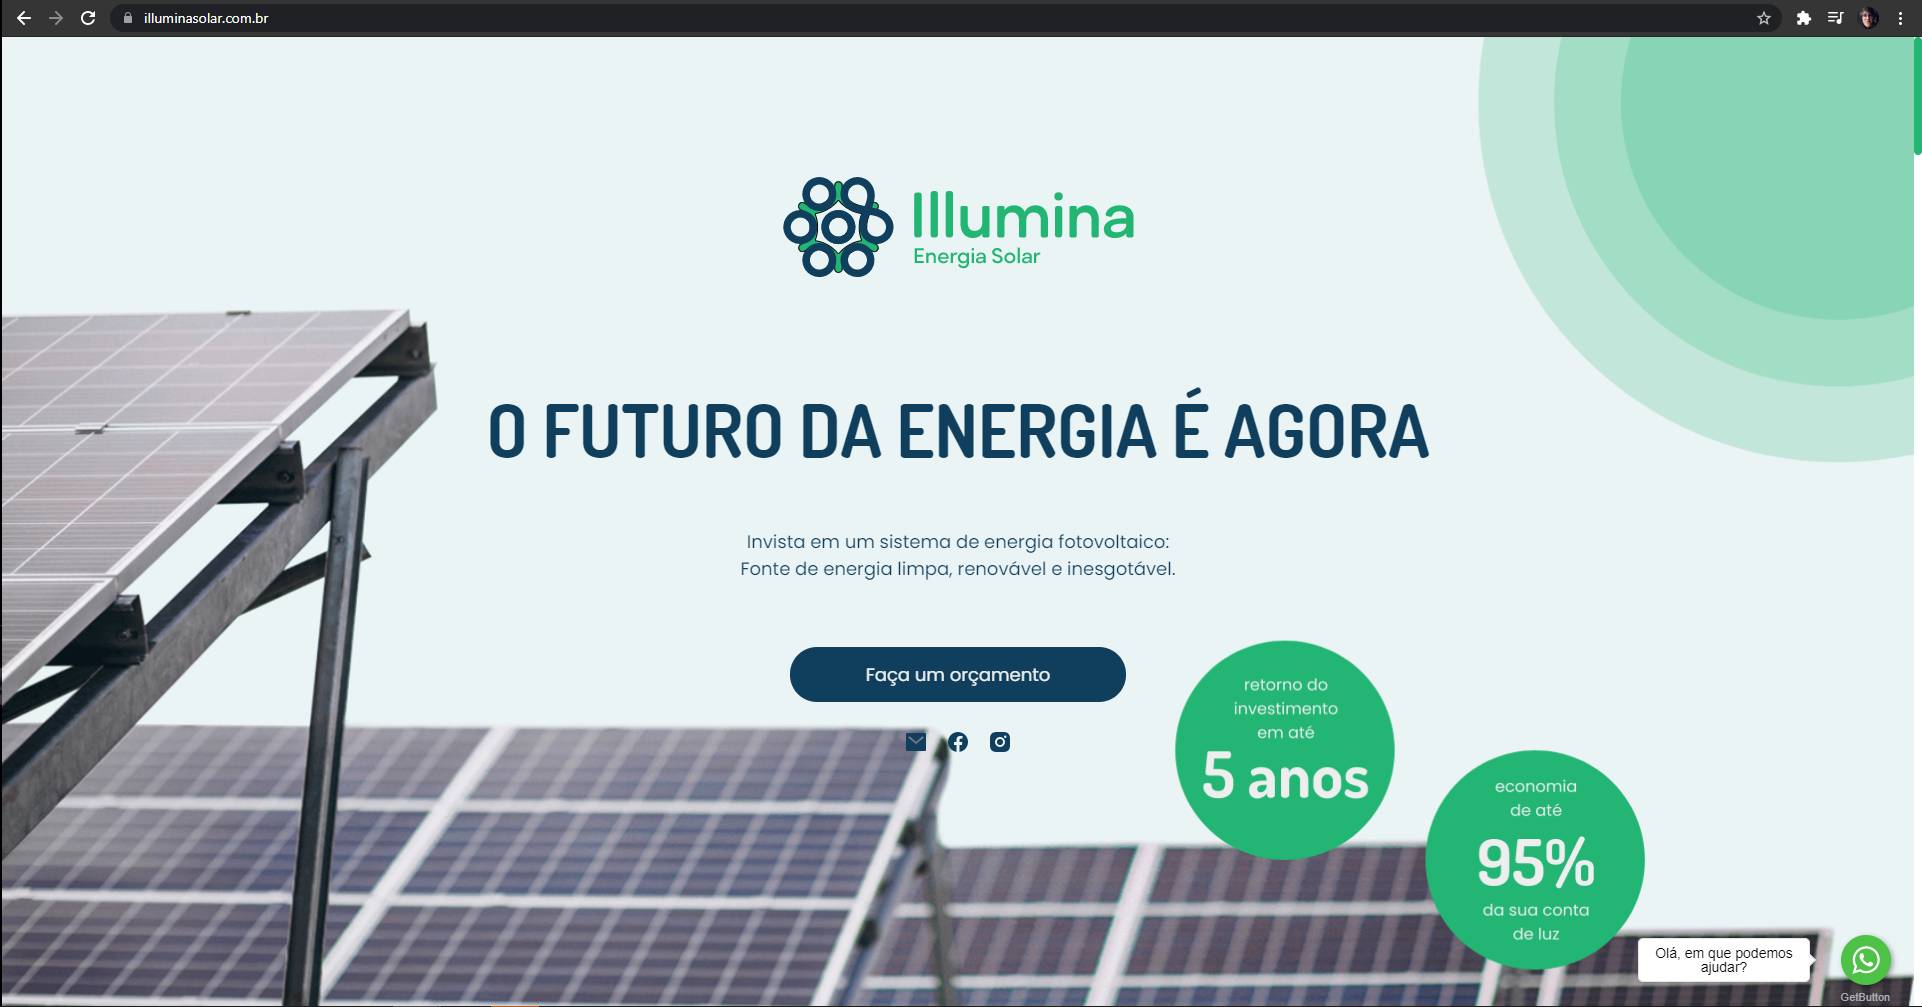 illuminasolar.com.br
Illumina
Energia Solar
O FUTURO DA ENERGIA É AGORA
Invista em um sistema de energia fotovoltaico:
Fonte de energia limpa, renovável e inesgotável.
Faça um orçamento
retorno do
investimento
em até
5 anos
economia
de até
95%
da sua conta
de luz
Olá, em que podemos
ajudar?
GetButton